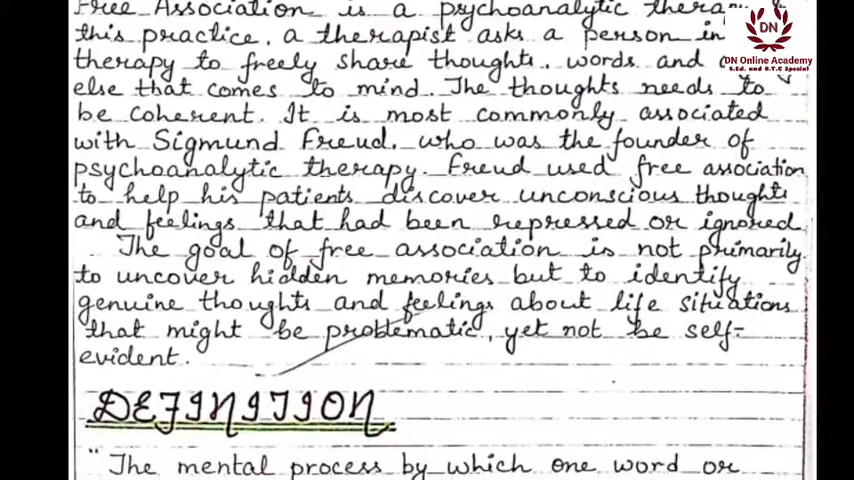 Free Association is a psychoanalytic
this practice, a therapist asks a person in
therapy to freely share thoughts, words and
else that comes to mind. The thoughts needs to
be coherent. It is most commonly associated
with Sigmund Freud, who was the founder of
psychoanalytic therapy. Freud used free association
to help his patients discover unconscious thoughts
and feelings that had been repressed or ignored
The goal of free association is not primarily
to uncover hidden memories but to identify
genuine thoughts and feelings about life situations
that might be problematic, yet not be self-
evident.
DEFINITION
"The mental process by which one word or
DN
DN Online Academy
B.Ed. and B.T.C Special